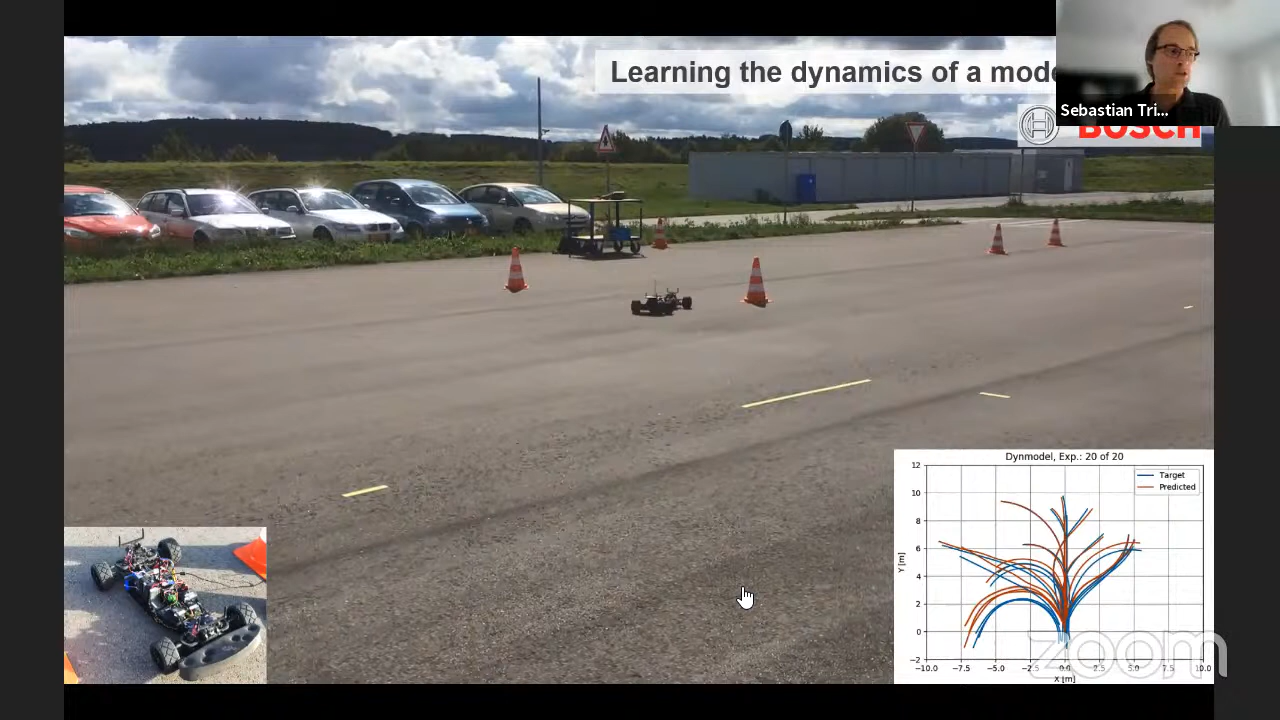 Learning the dynamics of a mode
Sebastian Tri...
BOSCH
Dynmodel, Exp.: 20 of 20
Target
Predicted
12
10
8
6
4
2
0
−2
Y [m]
−10.0 −7.5 −5.0 −2.5 0.0 2.5 5.0 7.5 10.0
X [m]
zoom